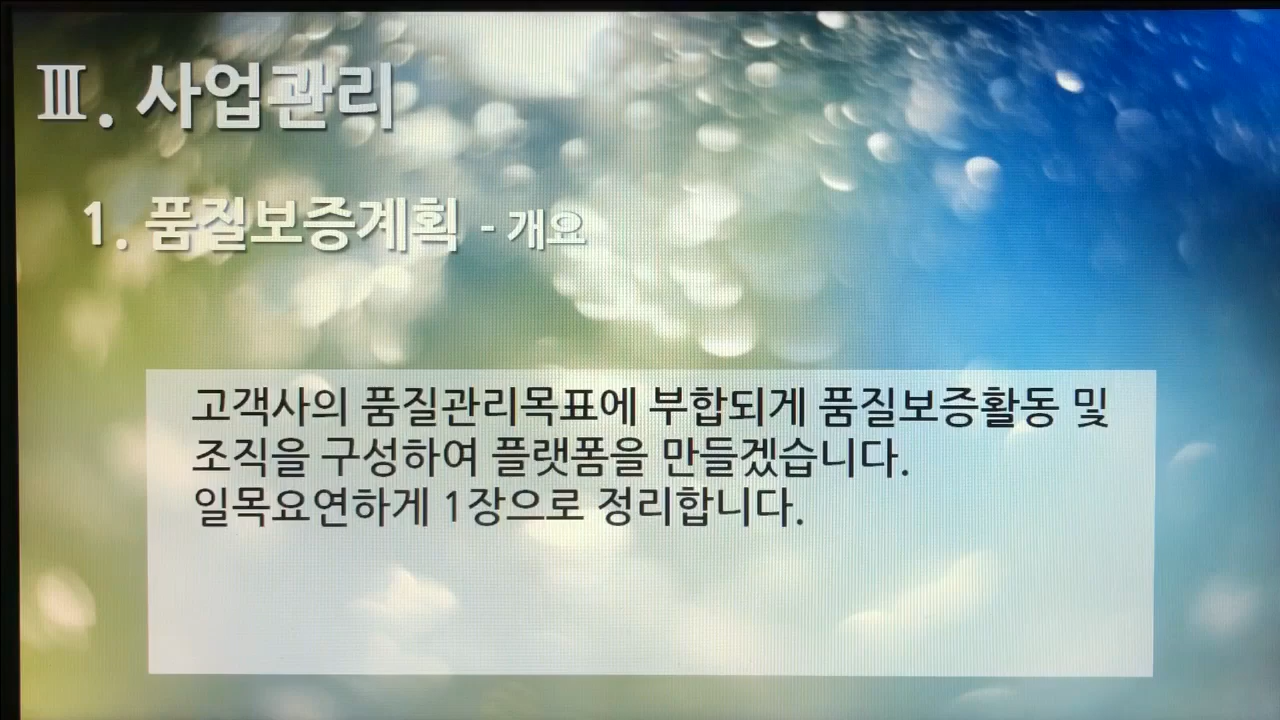 Ⅲ. 사업관리
1. 품질보증계획 - 개요
고객사의 품질관리목표에 부합되게 품질보증활동 및
조직을 구성하여 플랫폼을 만들겠습니다.
일목요연하게 1장으로 정리합니다.